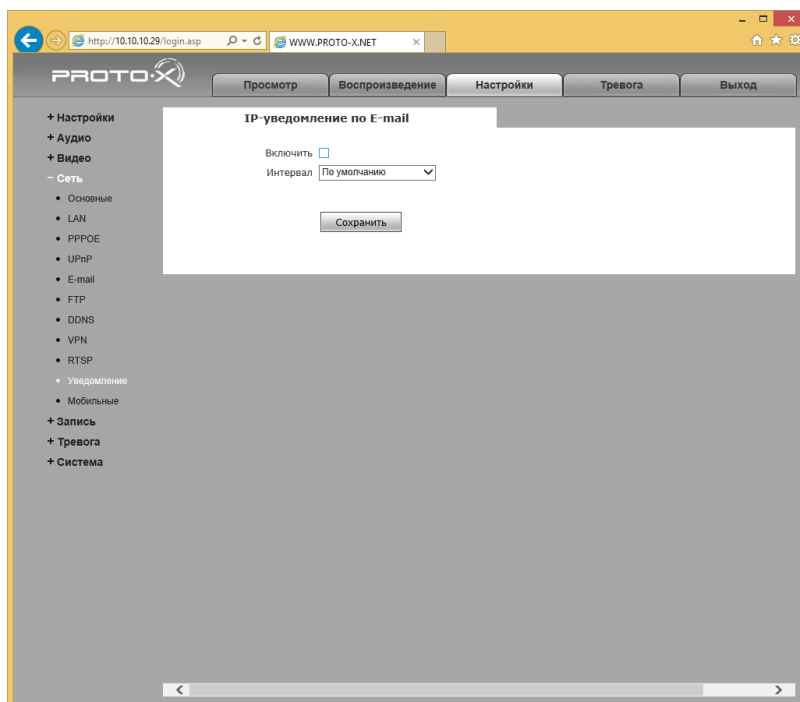 http://10.10.10.29/login.asp
WWW.PROTO-X.NET
PROTO-X
Просмотр
Воспроизведение
Настройки
Тревога
Выход
+ Настройки
+ Аудио
+ Видео
− Сеть
• Основные
• LAN
• PPPOE
• UPnP
• E-mail
• FTP
• DDNS
• VPN
• RTSP
• Уведомление
• Мобильные
+ Запись
+ Тревога
+ Система
IP-уведомление по E-mail
Включить
Интервал По умолчанию
Сохранить